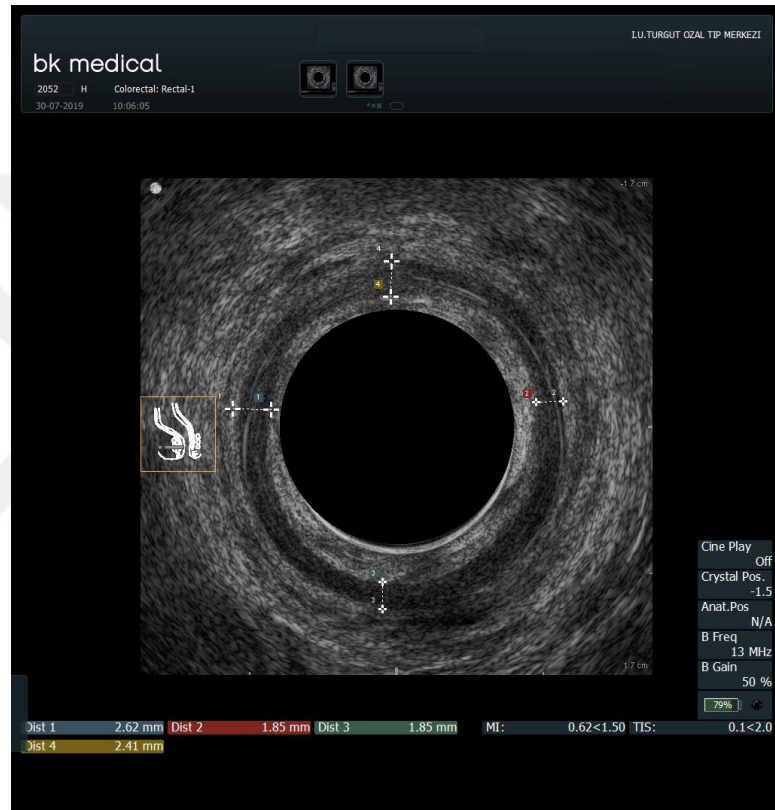 I.U.TURGUT OZAL TIP MERKEZI
bk medical
2052 H Colorectal: Rectal-1
30-07-2019 10:06:05
-1.7 cm
4
4
1
1
2
2
3
3
1.7 cm
Cine Play
Off
Crystal Pos.
-1.5
Anat.Pos
N/A
B Freq
13 MHz
B Gain
50 %
79%
Dist 1 2.62 mm Dist 2 1.85 mm Dist 3 1.85 mm MI: 0.62<1.50 TIS: 0.1<2.0
Dist 4 2.41 mm